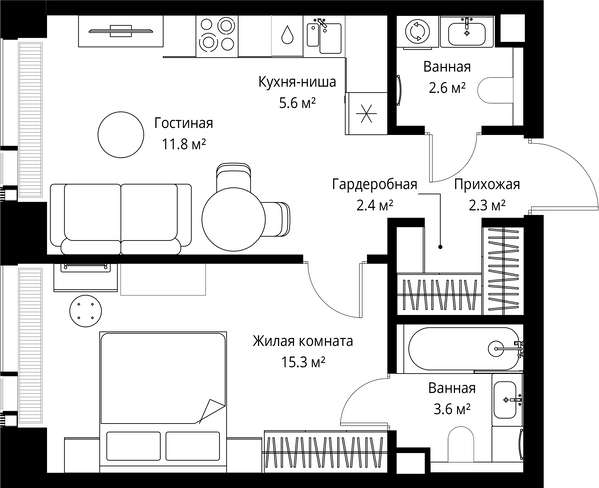 Кухня-ниша
5.6 м²
Ванная
2.6 м²
Гостиная
11.8 м²
Гардеробная
2.4 м²
Прихожая
2.3 м²
Жилая комната
15.3 м²
Ванная
3.6 м²